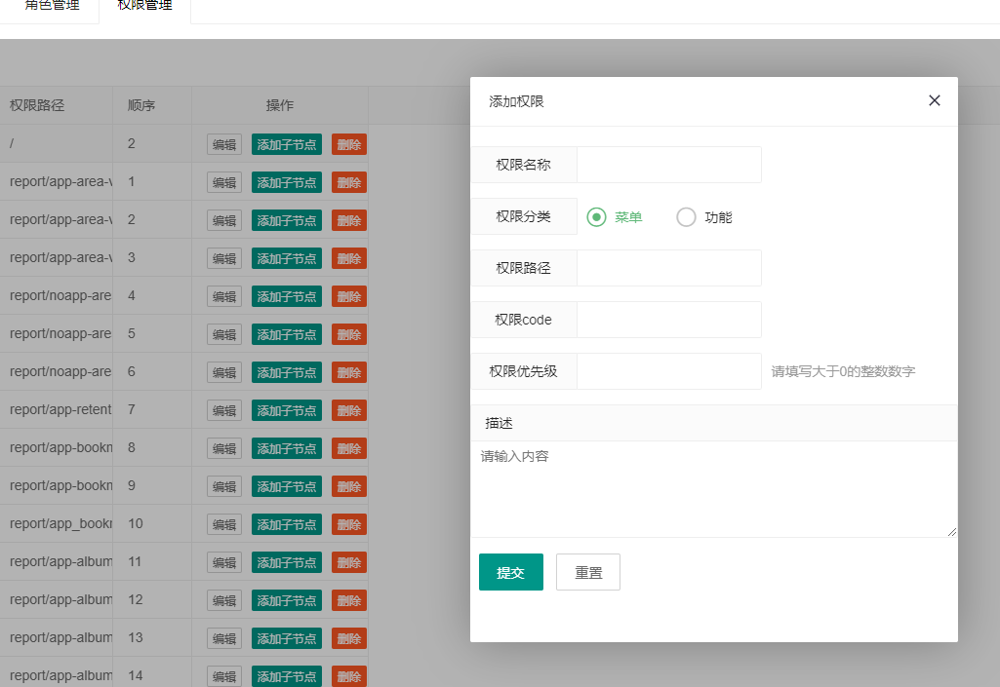 角色管理 权限管理
权限路径 顺序 操作
/ 2 编辑 添加子节点 删除
report/app-area-v 1 编辑 添加子节点 删除
report/app-area-v 2 编辑 添加子节点 删除
report/app-area-v 3 编辑 添加子节点 删除
report/noapp-are 4 编辑 添加子节点 删除
report/noapp-are 5 编辑 添加子节点 删除
report/noapp-are 6 编辑 添加子节点 删除
report/app-retent 7 编辑 添加子节点 删除
report/app-bookn 8 编辑 添加子节点 删除
report/app-bookn 9 编辑 添加子节点 删除
report/app_bookr 10 编辑 添加子节点 删除
report/app-album 11 编辑 添加子节点 删除
report/app-album 12 编辑 添加子节点 删除
report/app-album 13 编辑 添加子节点 删除
report/app-album 14 编辑 添加子节点 删除
添加权限
权限名称
权限分类 菜单 功能
权限路径
权限code
权限优先级 请填写大于0的整数数字
描述
请输入内容
提交 重置